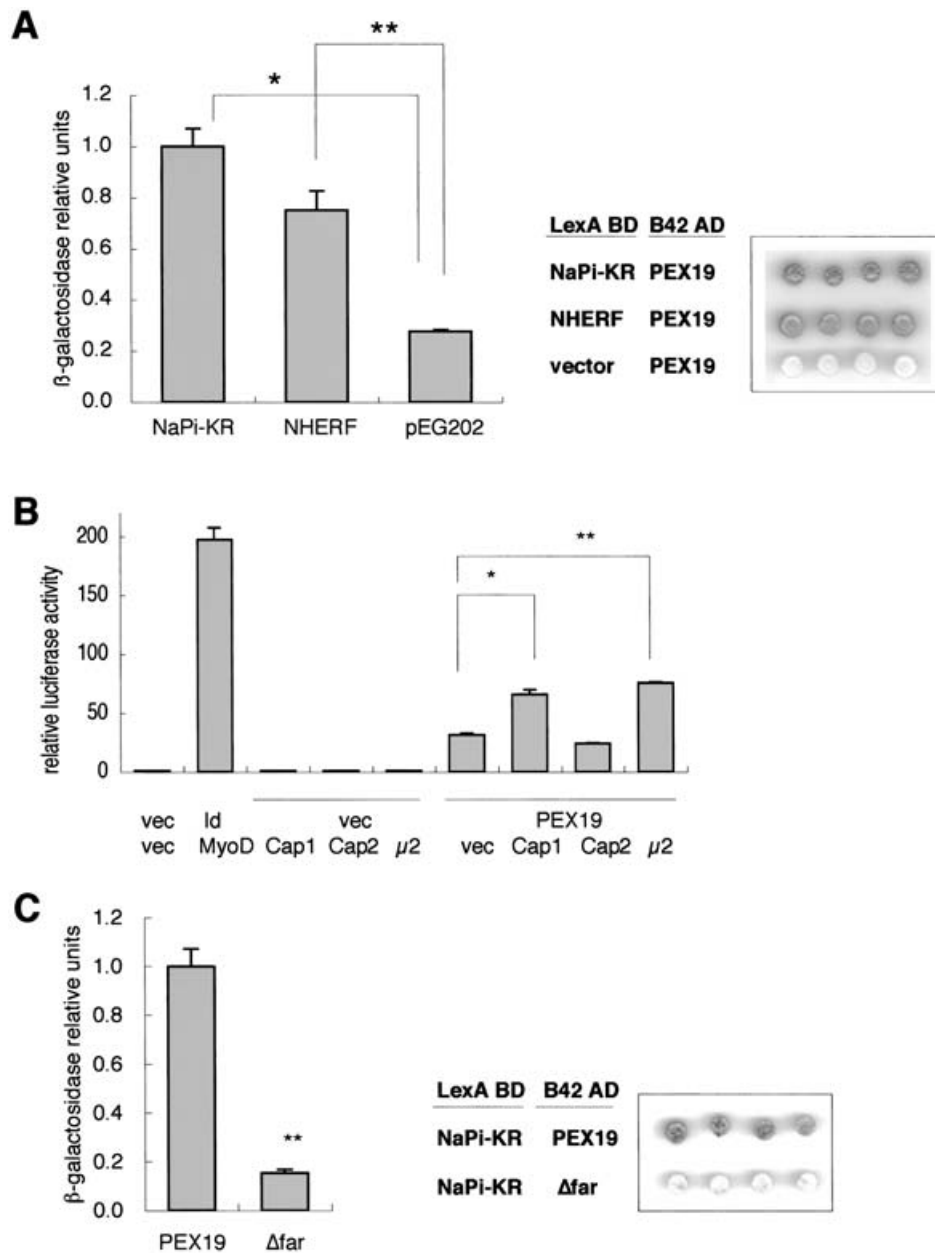 A
**
*
β-galactosidase relative units
1.2
1.0
0.8
0.6
0.4
0.2
0.0
NaPi-KR NHERF pEG202
LexA BD B42 AD
NaPi-KR PEX19
NHERF PEX19
vector PEX19
B
relative luciferase activity
200
150
100
50
0
**
*
vec Id vec PEX19
vec MyoD Cap1 Cap2 µ2 vec Cap1 Cap2 µ2
C
β-galactosidase relative units
1.2
1.0
0.8
0.6
0.4
0.2
0.0
**
PEX19 Δfar
LexA BD B42 AD
NaPi-KR PEX19
NaPi-KR Δfar